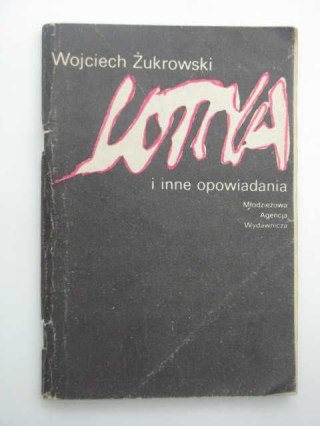 Wojciech Żukrowski
LOTNA
i inne opowiadania
Młodzieżowa
Agencja
Wydawnicza